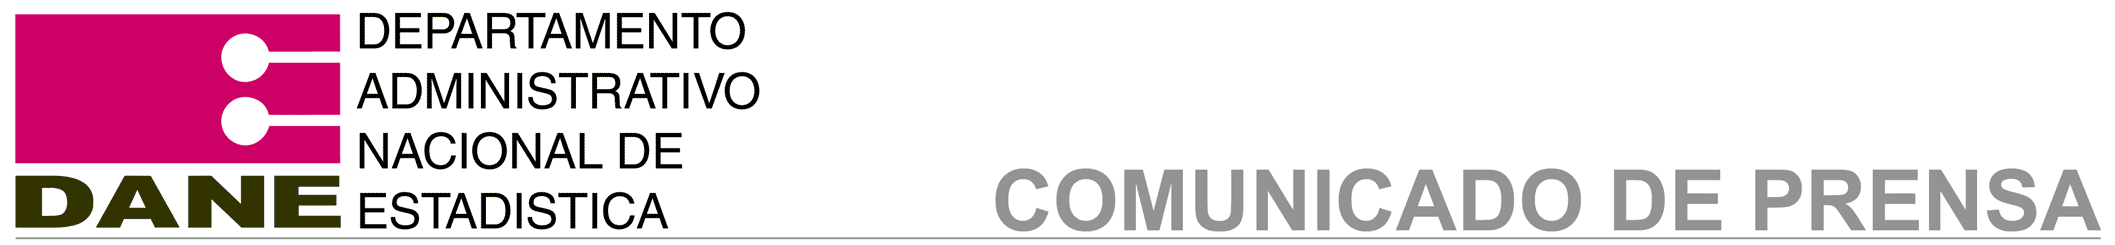 DEPARTAMENTO
ADMINISTRATIVO
NACIONAL DE
ESTADISTICA
DANE
COMUNICADO DE PRENSA